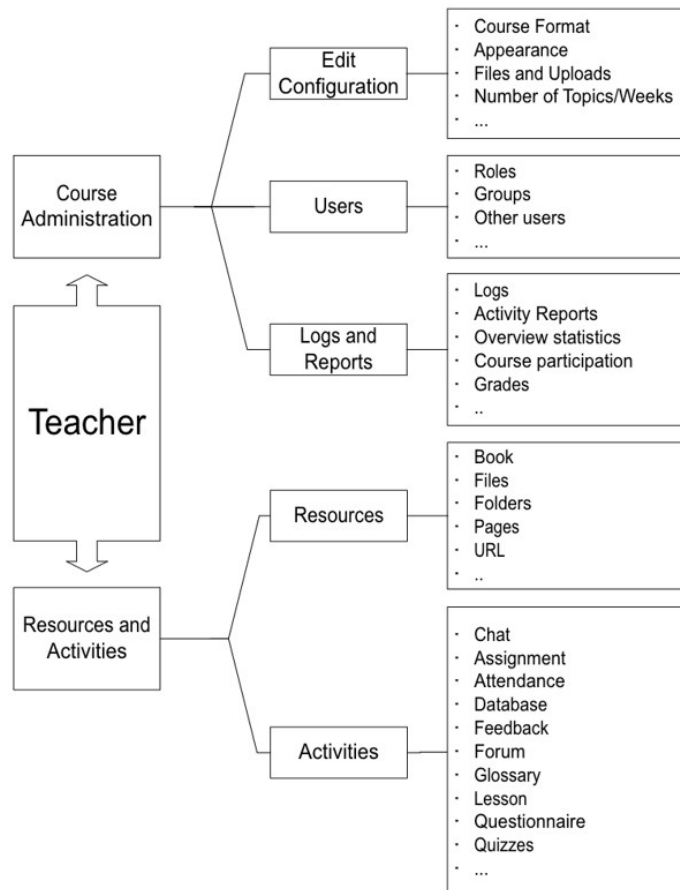 Course
Administration
Teacher
Resources and
Activities
Edit
Configuration
· Course Format
· Appearance
· Files and Uploads
· Number of Topics/Weeks
· ...
Users
· Roles
· Groups
· Other users
· ...
Logs and
Reports
· Logs
· Activity Reports
· Overview statistics
· Course participation
· Grades
· ..
Resources
· Book
· Files
· Folders
· Pages
· URL
· ..
Activities
· Chat
· Assignment
· Attendance
· Database
· Feedback
· Forum
· Glossary
· Lesson
· Questionnaire
· Quizzes
· ...